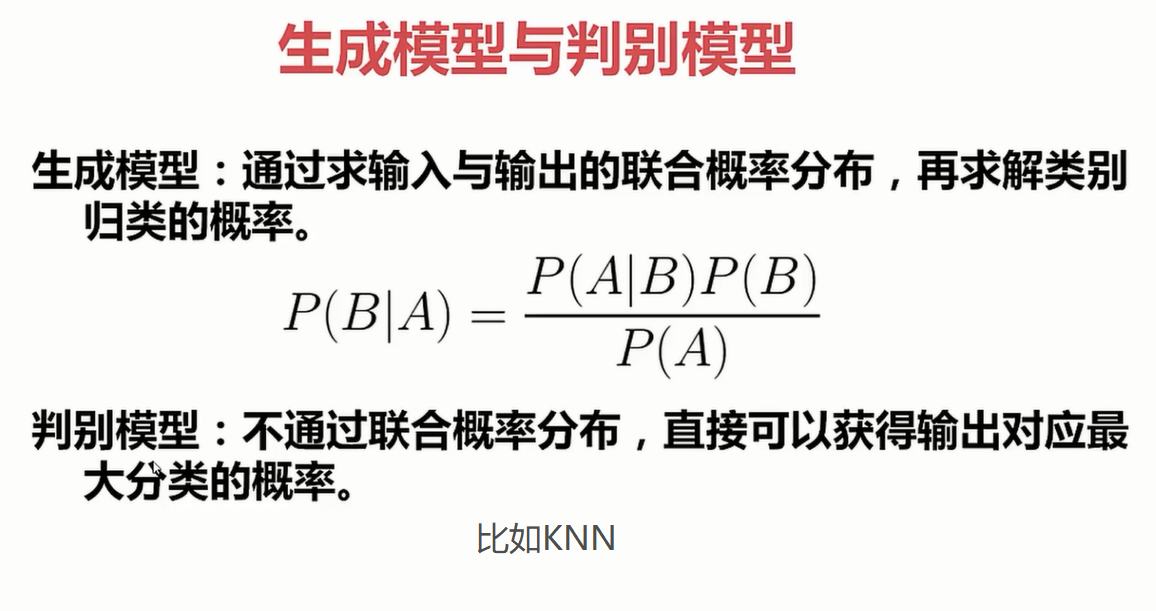 生成模型与判别模型
生成模型：通过求输入与输出的联合概率分布，再求解类别
归类的概率。
P(B|A) = \frac{P(A|B)P(B)}{P(A)}
判别模型：不通过联合概率分布，直接可以获得输出对应最
大分类的概率。
比如KNN